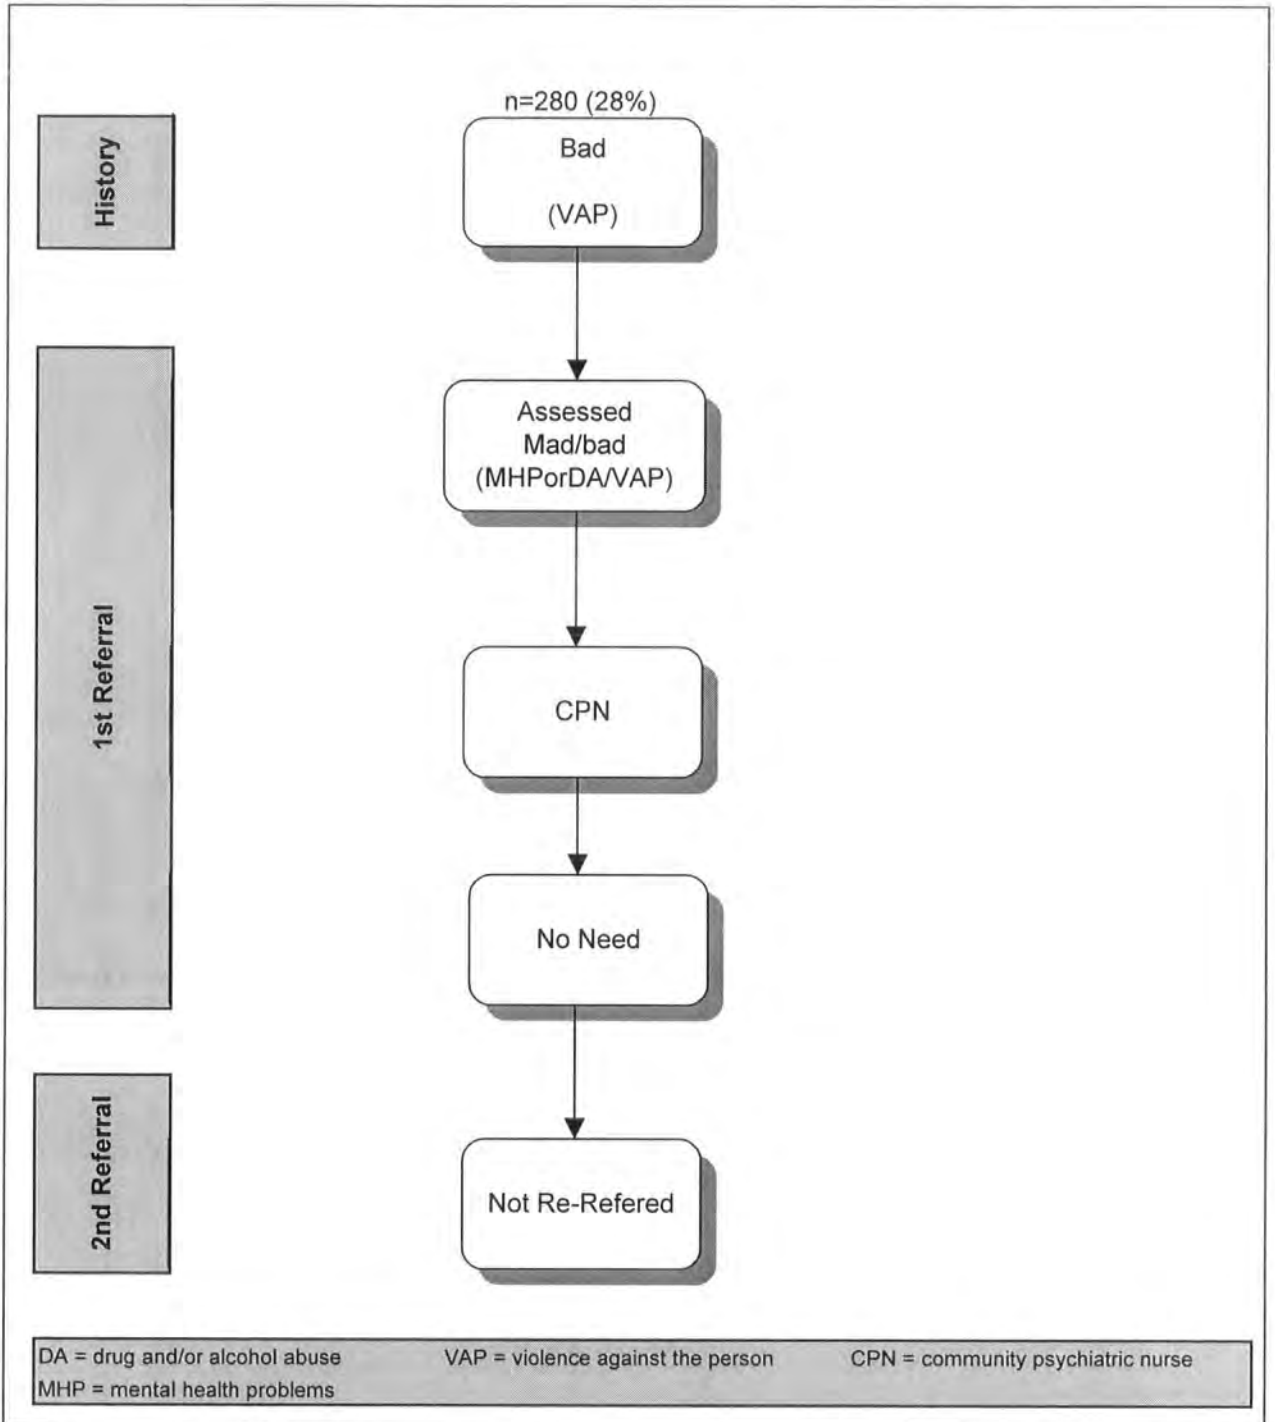 n=280 (28%)
History
Bad
(VAP)
1st Referral
Assessed
Mad/bad
(MHPorDA/VAP)
CPN
No Need
2nd Referral
Not Re-Refered
DA = drug and/or alcohol abuse VAP = violence against the person CPN = community psychiatric nurse
MHP = mental health problems